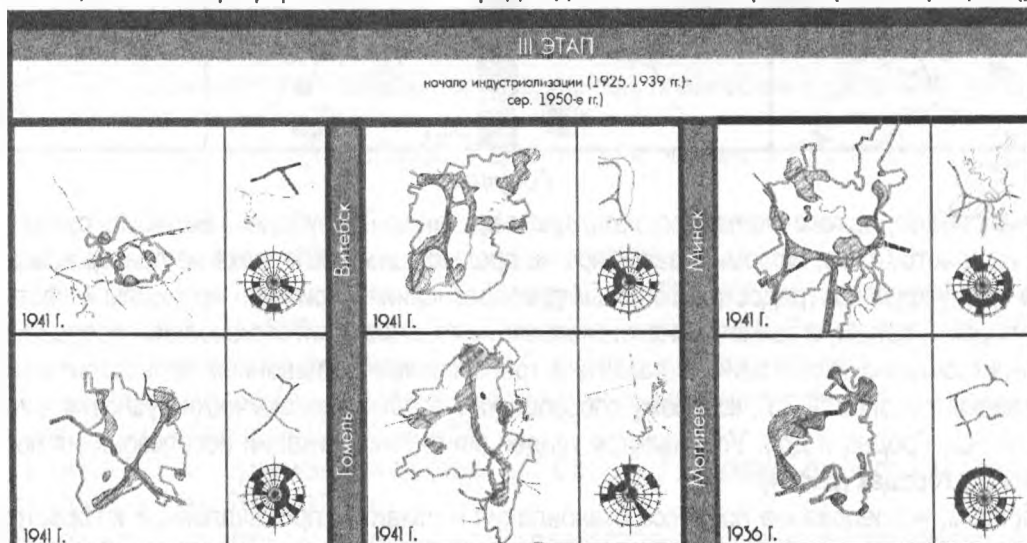 III ЭТАП
начало индустриализации (1925, 1939 гг.)-
сер. 1950-е гг.)
Витебск
Минск
1941 г.
1941 г.
1941 г.
Гомель
Могилев
1941 г.
1941 г.
1956 г.